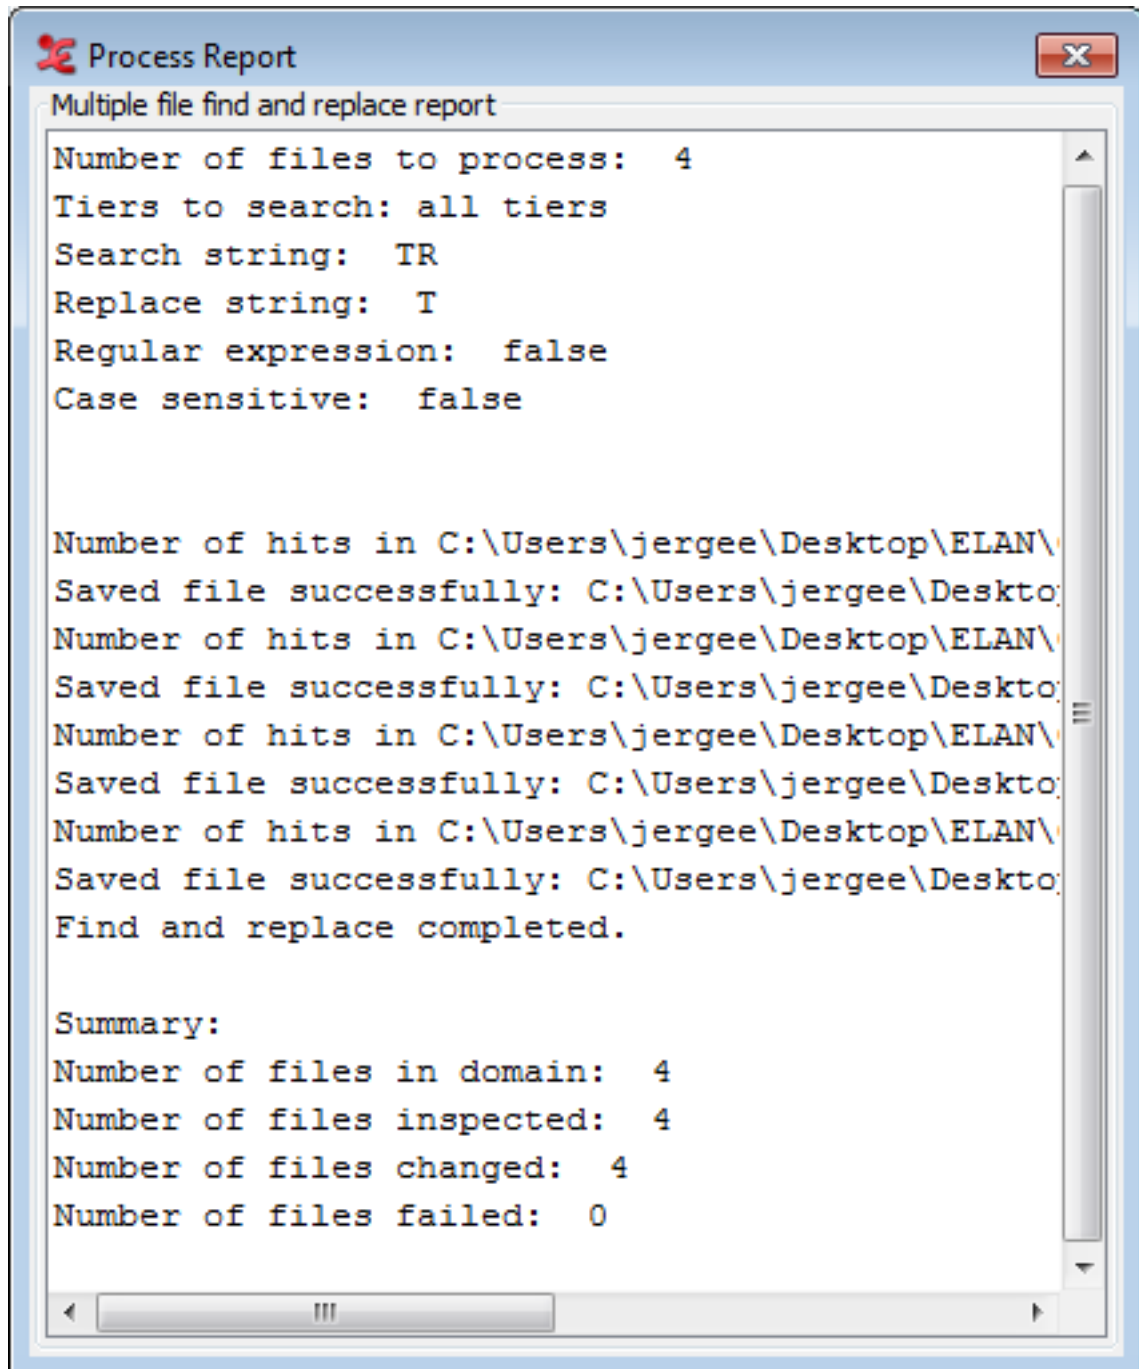 Process Report
Multiple file find and replace report
Number of files to process:  4
Tiers to search: all tiers
Search string:  TR
Replace string:  T
Regular expression:  false
Case sensitive:  false
Number of hits in C:\Users\jergee\Desktop\ELAN\
Saved file successfully: C:\Users\jergee\Deskto
Number of hits in C:\Users\jergee\Desktop\ELAN\
Saved file successfully: C:\Users\jergee\Deskto
Number of hits in C:\Users\jergee\Desktop\ELAN\
Saved file successfully: C:\Users\jergee\Deskto
Number of hits in C:\Users\jergee\Desktop\ELAN\
Saved file successfully: C:\Users\jergee\Deskto
Find and replace completed.
Summary:
Number of files in domain:  4
Number of files inspected:  4
Number of files changed:  4
Number of files failed:  0